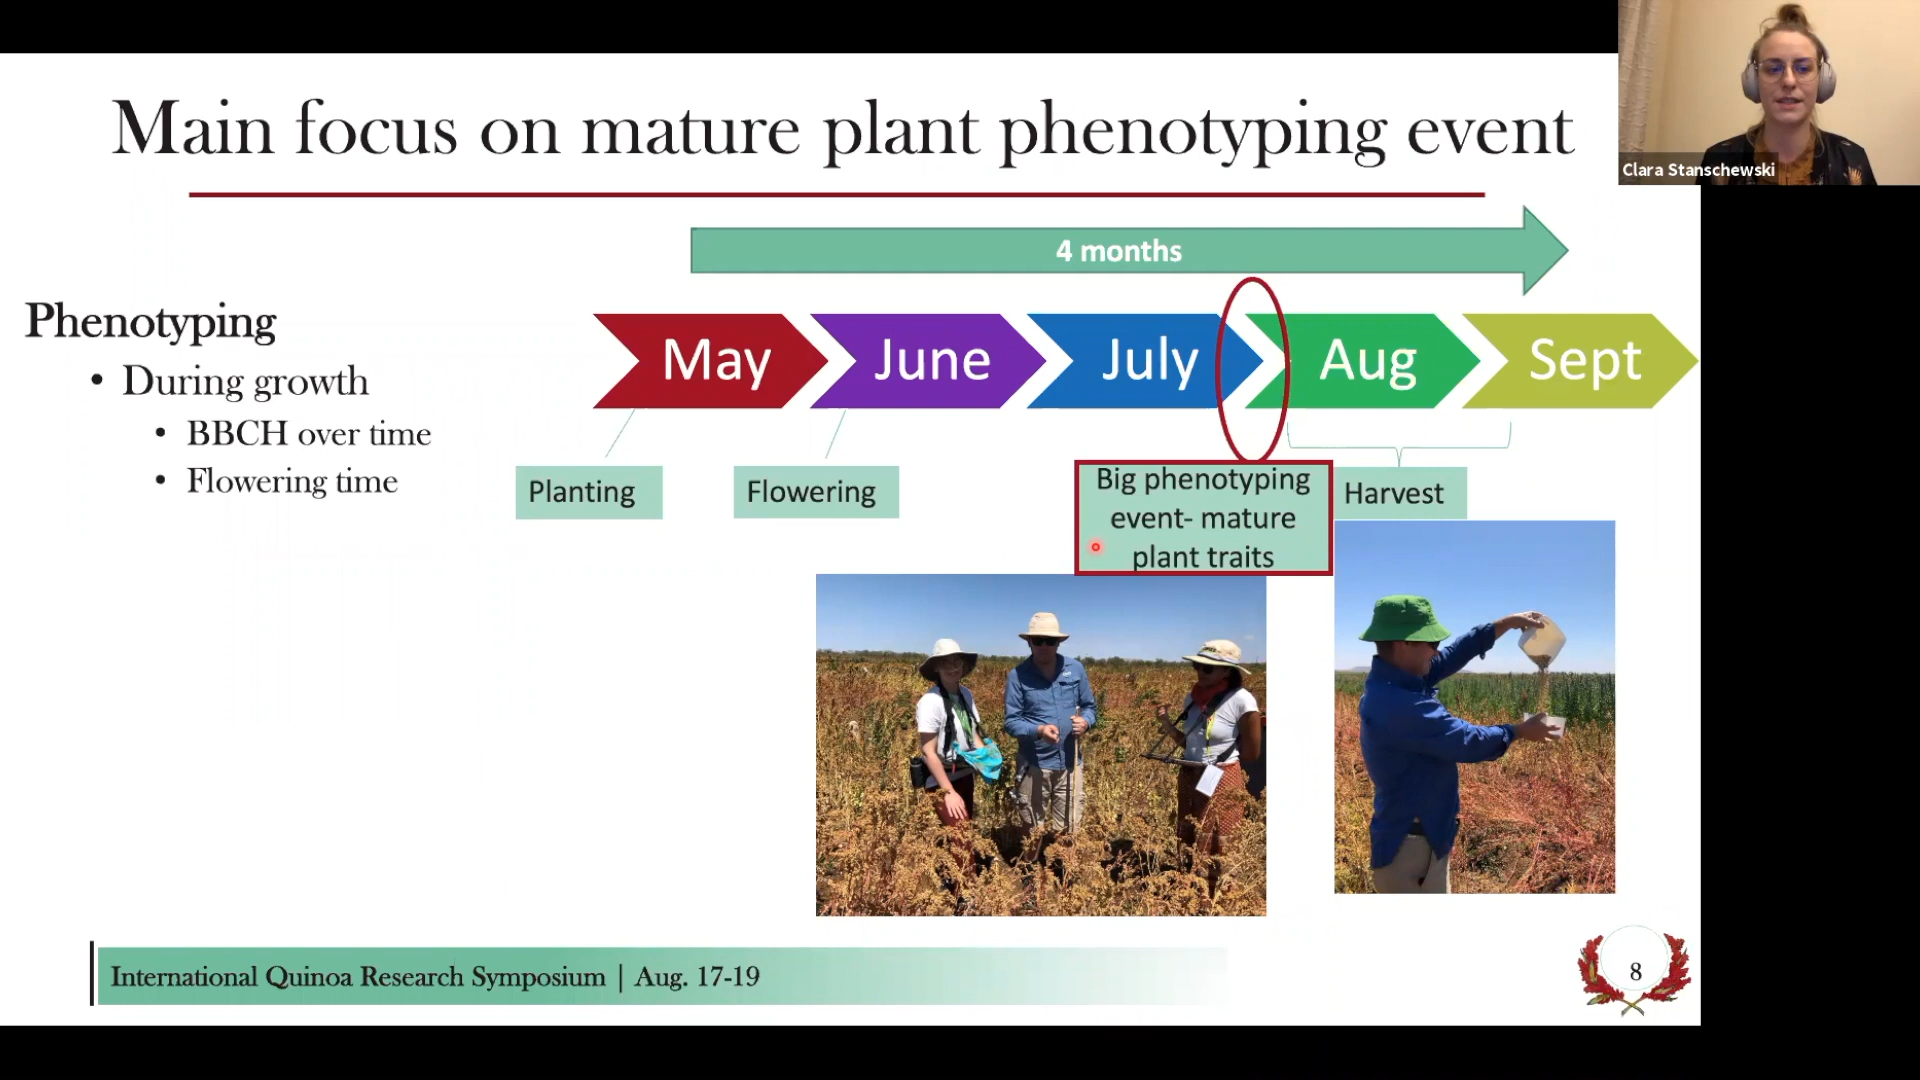 Main focus on mature plant phenotyping event
Clara Stanschewski
4 months
Phenotyping
• During growth
• BBCH over time
• Flowering time
May
June
July
Aug
Sept
Planting
Flowering
Big phenotyping
event- mature
plant traits
Harvest
International Quinoa Research Symposium | Aug. 17-19
8